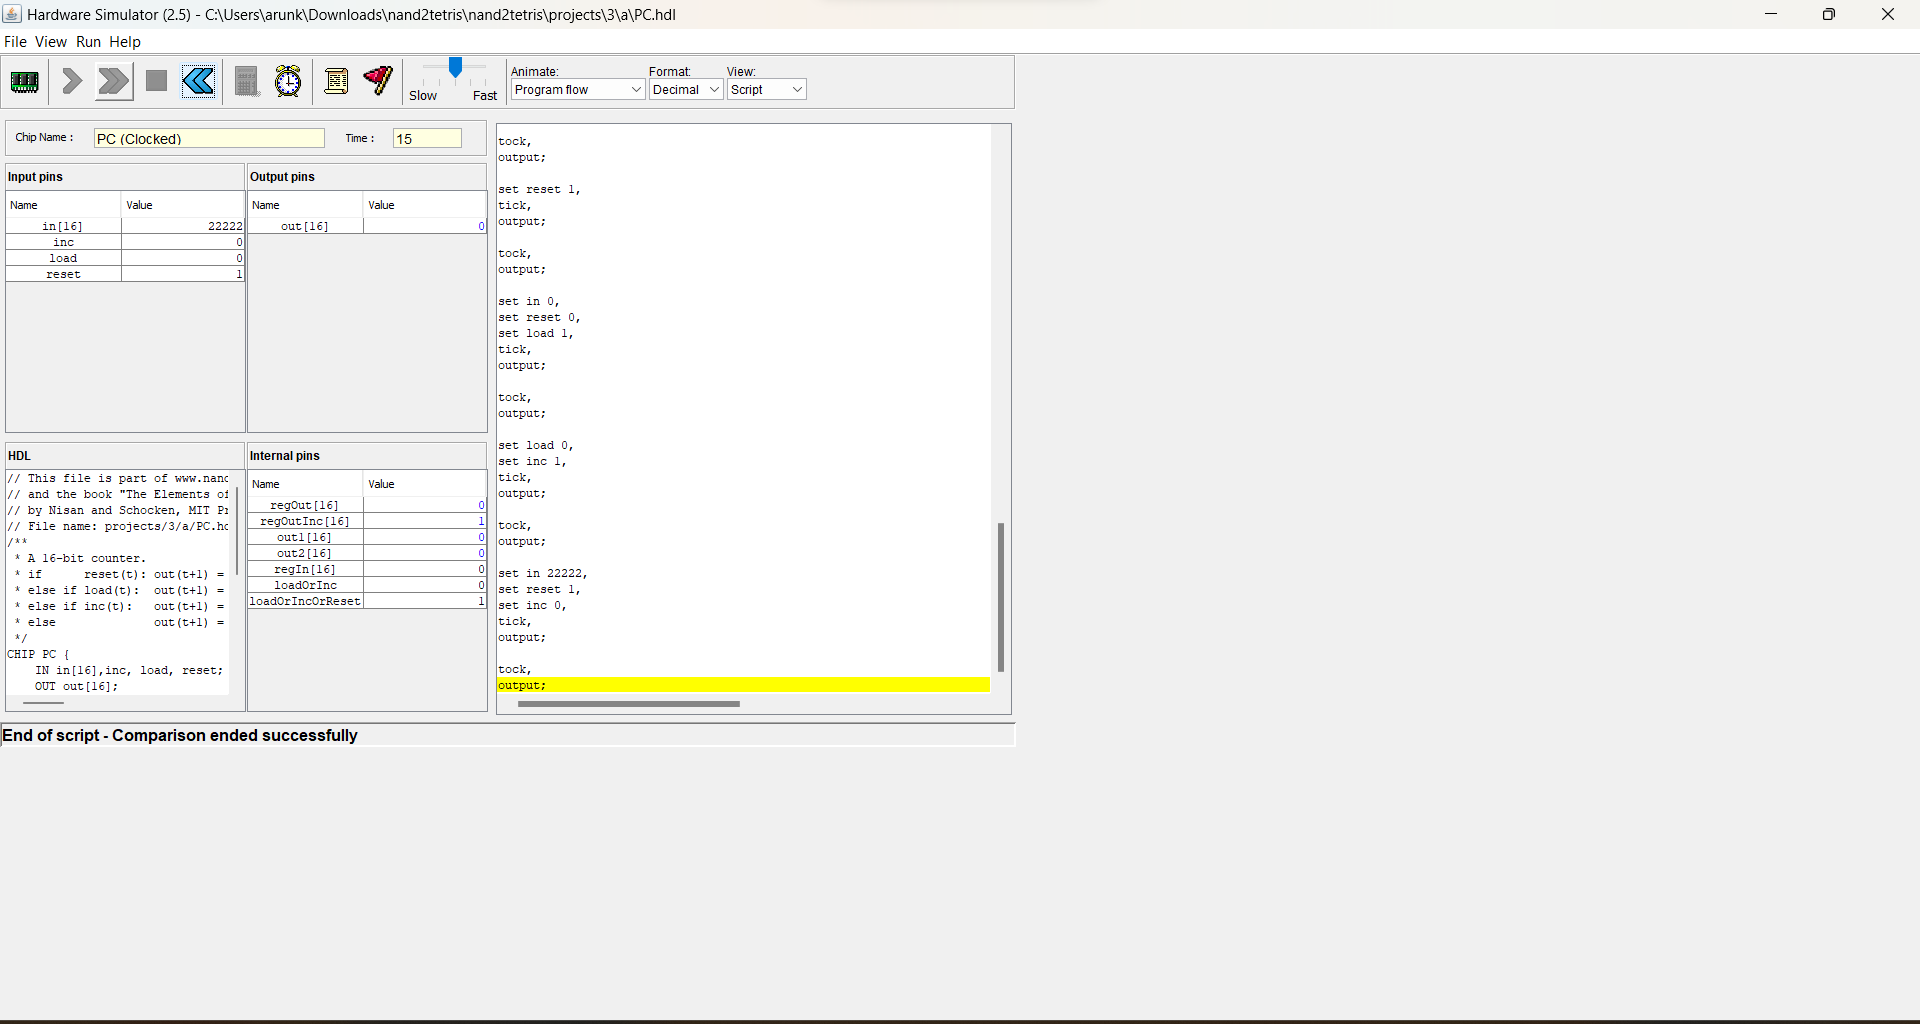 Hardware Simulator (2.5) - C:\Users\arunk\Downloads\nand2tetris\nand2tetris\projects\3\a\PC.hdl
File View Run Help
Slow Fast
Animate: Format: View:
Program flow Decimal Script
Chip Name : PC (Clocked) Time : 15
Input pins
Name Value
in[16] 22222
inc 0
load 0
reset 1
Output pins
Name Value
out[16] 0
HDL
// This file is part of www.nand
// and the book "The Elements of
// by Nisan and Schocken, MIT Pr
// File name: projects/3/a/PC.hd
/**
* A 16-bit counter.
* if reset(t): out(t+1) =
* else if load(t): out(t+1) =
* else if inc(t): out(t+1) =
* else out(t+1) =
*/
CHIP PC {
IN in[16],inc, load, reset;
OUT out[16];
Internal pins
Name Value
regOut[16] 0
regOutInc[16] 1
out1[16] 0
out2[16] 0
regIn[16] 0
loadOrInc 0
loadOrIncOrReset 1
tock,
output;
set reset 1,
tick,
output;
tock,
output;
set in 0,
set reset 0,
set load 1,
tick,
output;
tock,
output;
set load 0,
set inc 1,
tick,
output;
tock,
output;
set in 22222,
set reset 1,
set inc 0,
tick,
output;
tock,
output;
End of script - Comparison ended successfully